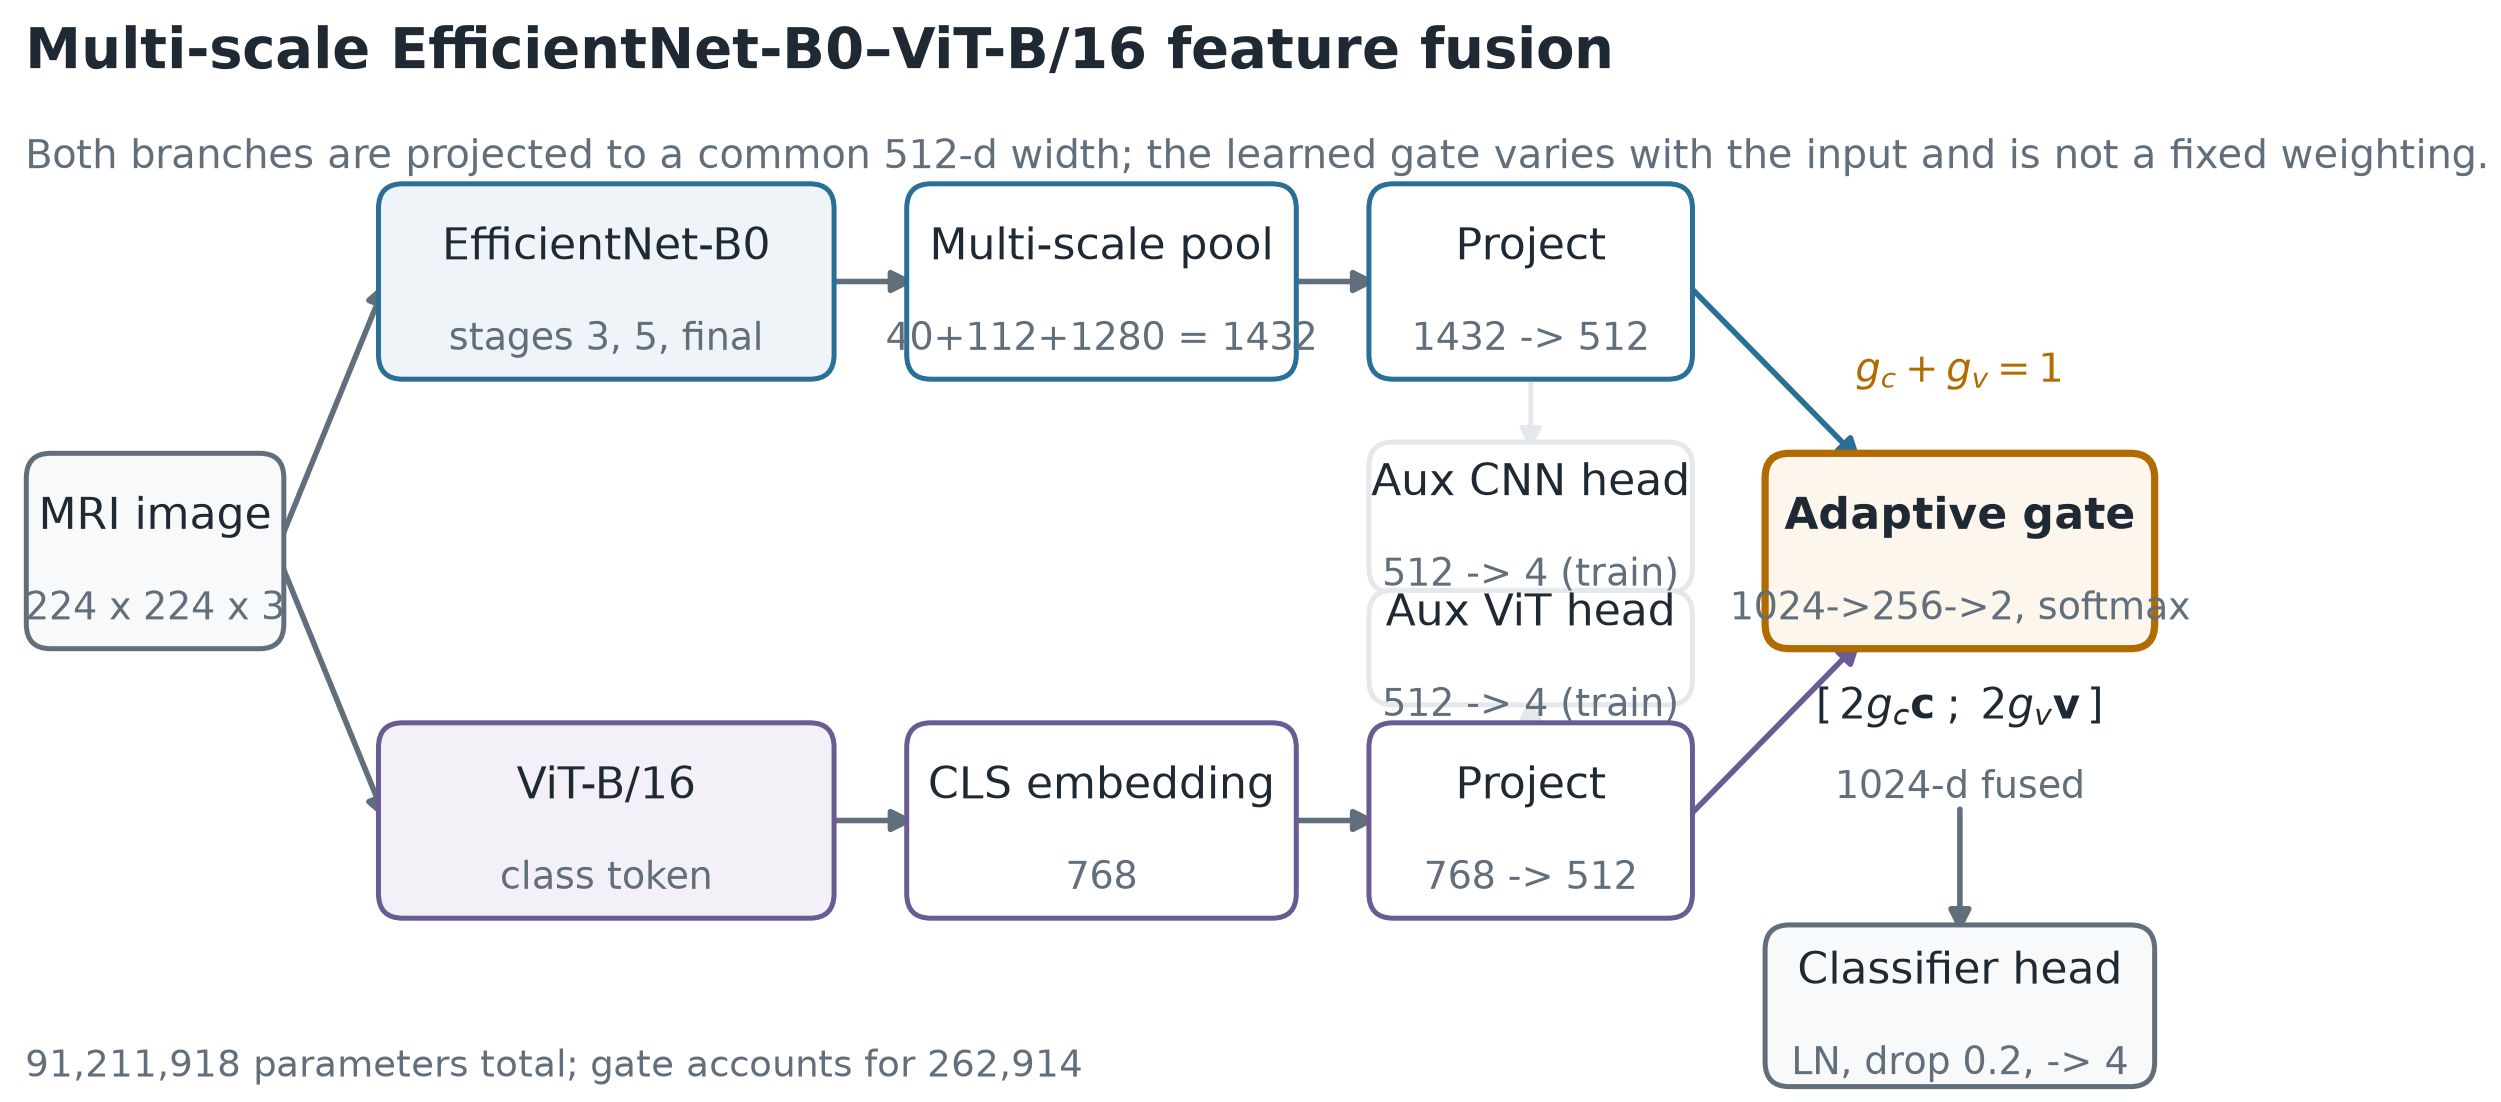 Multi-scale EfficientNet-B0-ViT-B/16 feature fusion
Both branches are projected to a common 512-d width; the learned gate varies with the input and is not a fixed weighting.
EfficientNet-B0
stages 3, 5, final
Multi-scale pool
40+112+1280 = 1432
Project
1432 -> 512
g_c + g_v = 1
MRI image
224 x 224 x 3
Aux CNN head
512 -> 4 (train)
Aux ViT head
512 -> 4 (train)
Adaptive gate
1024->256->2, softmax
[ 2g_c c ; 2g_v v ]
1024-d fused
ViT-B/16
class token
CLS embedding
768
Project
768 -> 512
Classifier head
LN, drop 0.2, -> 4
91,211,918 parameters total; gate accounts for 262,914